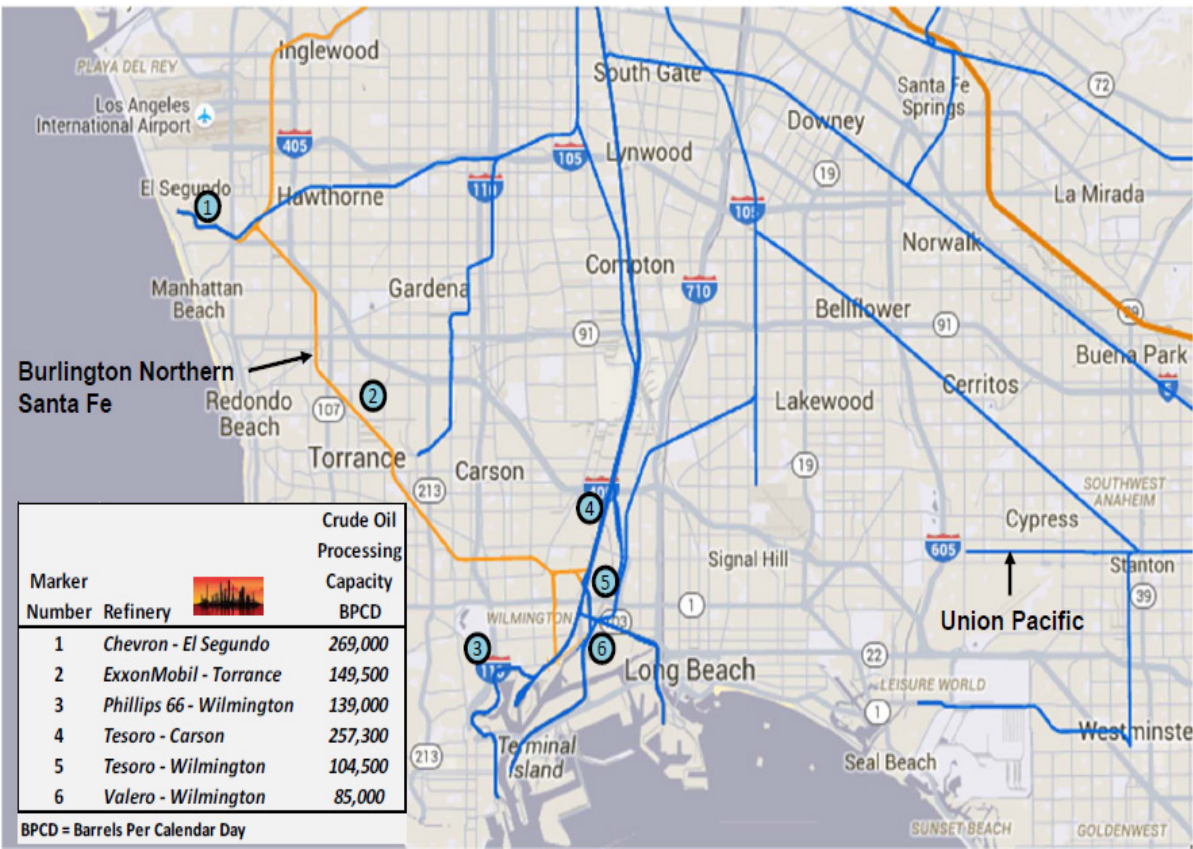 Inglewood
South Gate
PLAYA DEL REY
Santa Fe
Springs
72
Los Angeles
International Airport
405
Downey
105
Lynwood
19
El Segundo
1
Hawthorne
110
La Mirada
105
Norwalk
Compton
Manhattan
Beach
Gardena
710
Bellflower
91
91
Buena Park
5
Burlington Northern
Santa Fe
2
Cerritos
Redondo
Beach
107
Lakewood
Torrance
Carson
19
213
405
4
SOUTHWEST
ANAHEIM
Cypress
605
Signal Hill
Stanton
5
39
1
Union Pacific
WILMINGTON
103
3
6
Long Beach
22
LEISURE WORLD
1
Westminste
213
Terminal
Island
Seal Beach
SUNSET BEACH
GOLDENWEST
Crude Oil
Processing
Marker Capacity
Number Refinery BPCD
1 Chevron - El Segundo 269,000
2 ExxonMobil - Torrance 149,500
3 Phillips 66 - Wilmington 139,000
4 Tesoro - Carson 257,300
5 Tesoro - Wilmington 104,500
6 Valero - Wilmington 85,000
BPCD = Barrels Per Calendar Day